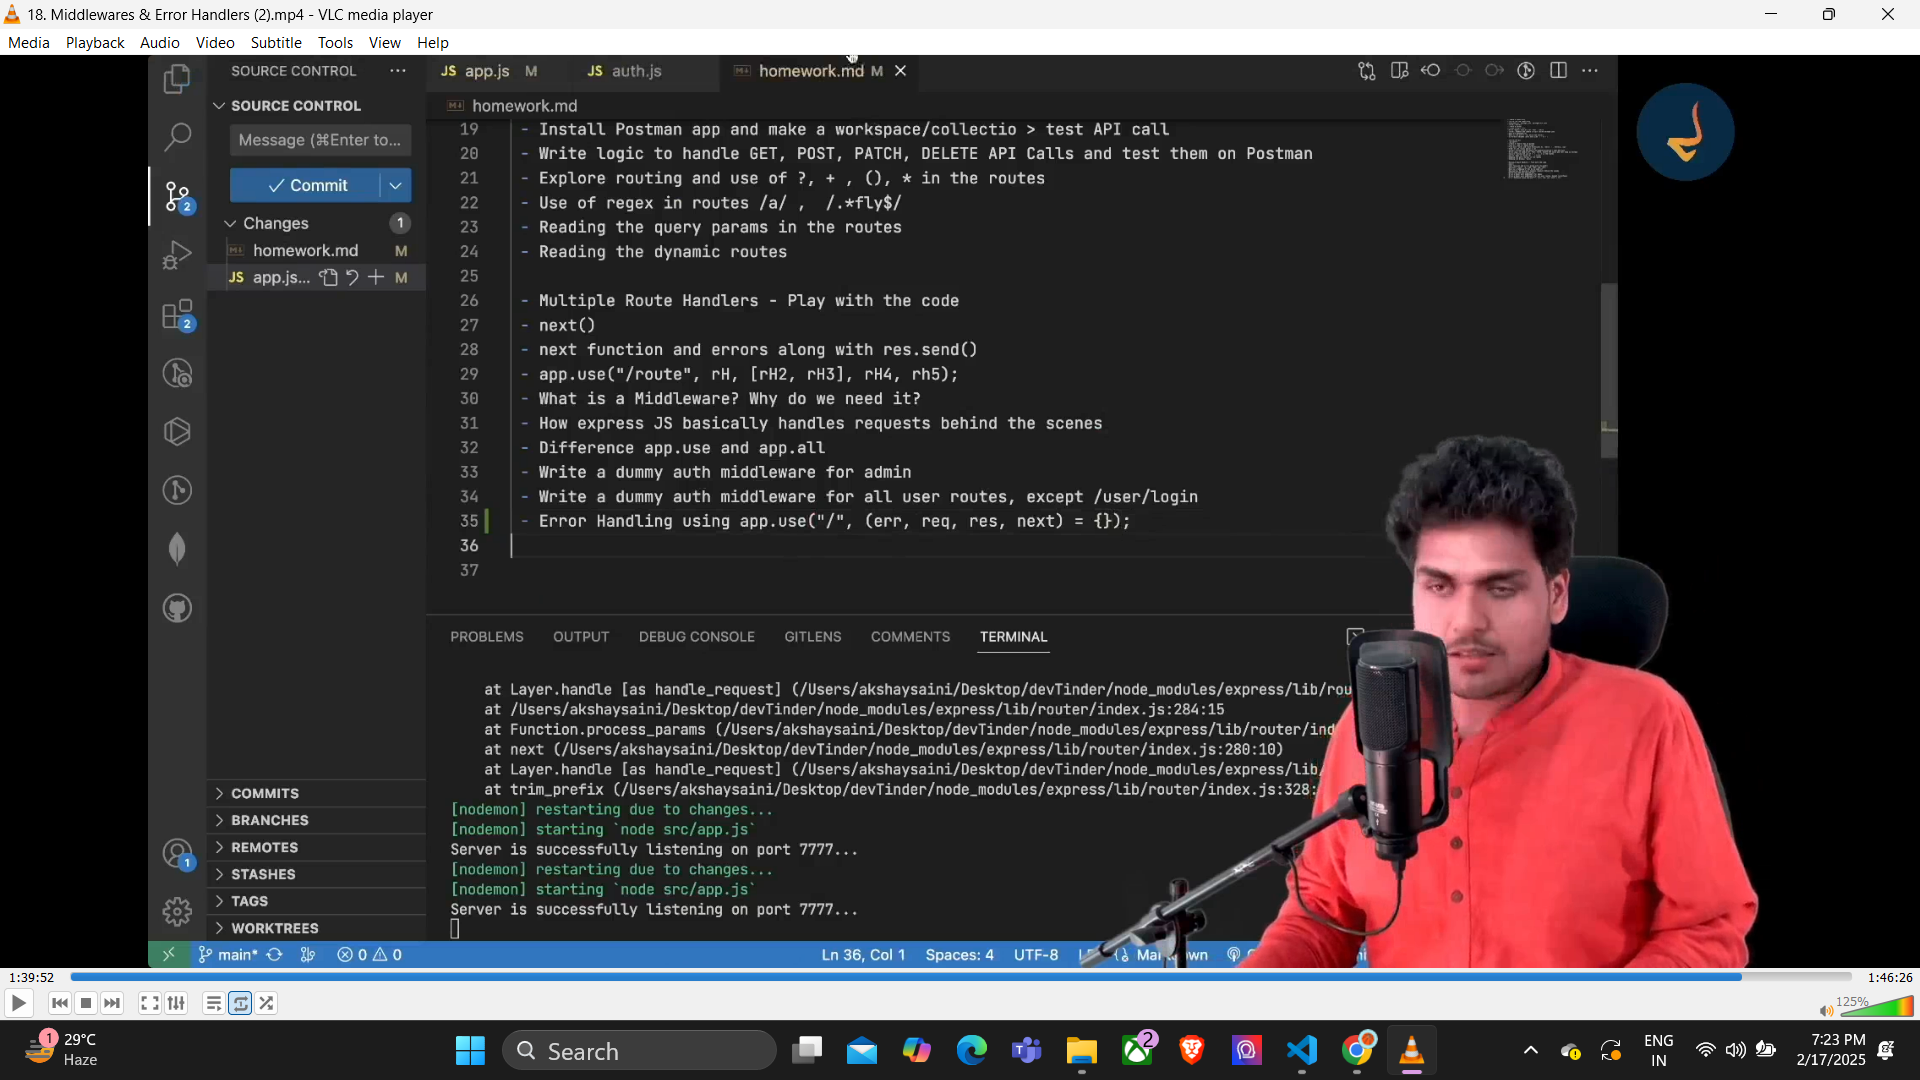 18. Middlewares & Error Handlers (2).mp4 - VLC media player
Media Playback Audio Video Subtitle Tools View Help
SOURCE CONTROL
JS app.js M
JS auth.js
homework.md M
SOURCE CONTROL
homework.md
Message (⌘Enter to...
Commit
Changes 1
homework.md M
JS app.js... M
2
2
1
19 - Install Postman app and make a workspace/collectio > test API call
20 - Write logic to handle GET, POST, PATCH, DELETE API Calls and test them on Postman
21 - Explore routing and use of ?, + , (), * in the routes
22 - Use of regex in routes /a/ , /.*fly$/
23 - Reading the query params in the routes
24 - Reading the dynamic routes
25
26 - Multiple Route Handlers - Play with the code
27 - next()
28 - next function and errors along with res.send()
29 - app.use("/route", rH, [rH2, rH3], rH4, rh5);
30 - What is a Middleware? Why do we need it?
31 - How express JS basically handles requests behind the scenes
32 - Difference app.use and app.all
33 - Write a dummy auth middleware for admin
34 - Write a dummy auth middleware for all user routes, except /user/login
35 - Error Handling using app.use("/", (err, req, res, next) = {});
36
37
PROBLEMS OUTPUT DEBUG CONSOLE GITLENS COMMENTS TERMINAL
at Layer.handle [as handle_request] (/Users/akshaysaini/Desktop/devTinder/node_modules/express/lib/rou
at /Users/akshaysaini/Desktop/devTinder/node_modules/express/lib/router/index.js:284:15
at Function.process_params (/Users/akshaysaini/Desktop/devTinder/node_modules/express/lib/router/ind
at next (/Users/akshaysaini/Desktop/devTinder/node_modules/express/lib/router/index.js:280:10)
at Layer.handle [as handle_request] (/Users/akshaysaini/Desktop/devTinder/node_modules/express/lib/
at trim_prefix (/Users/akshaysaini/Desktop/devTinder/node_modules/express/lib/router/index.js:328:
[nodemon] restarting due to changes...
[nodemon] starting `node src/app.js`
Server is successfully listening on port 7777...
[nodemon] restarting due to changes...
[nodemon] starting `node src/app.js`
Server is successfully listening on port 7777...
COMMITS
BRANCHES
REMOTES
STASHES
TAGS
WORKTREES
main* 0 0 Ln 36, Col 1 Spaces: 4 UTF-8
1:39:52 1:46:26
125%
1 29°C
Haze
Search
2
ENG
IN
7:23 PM
2/17/2025